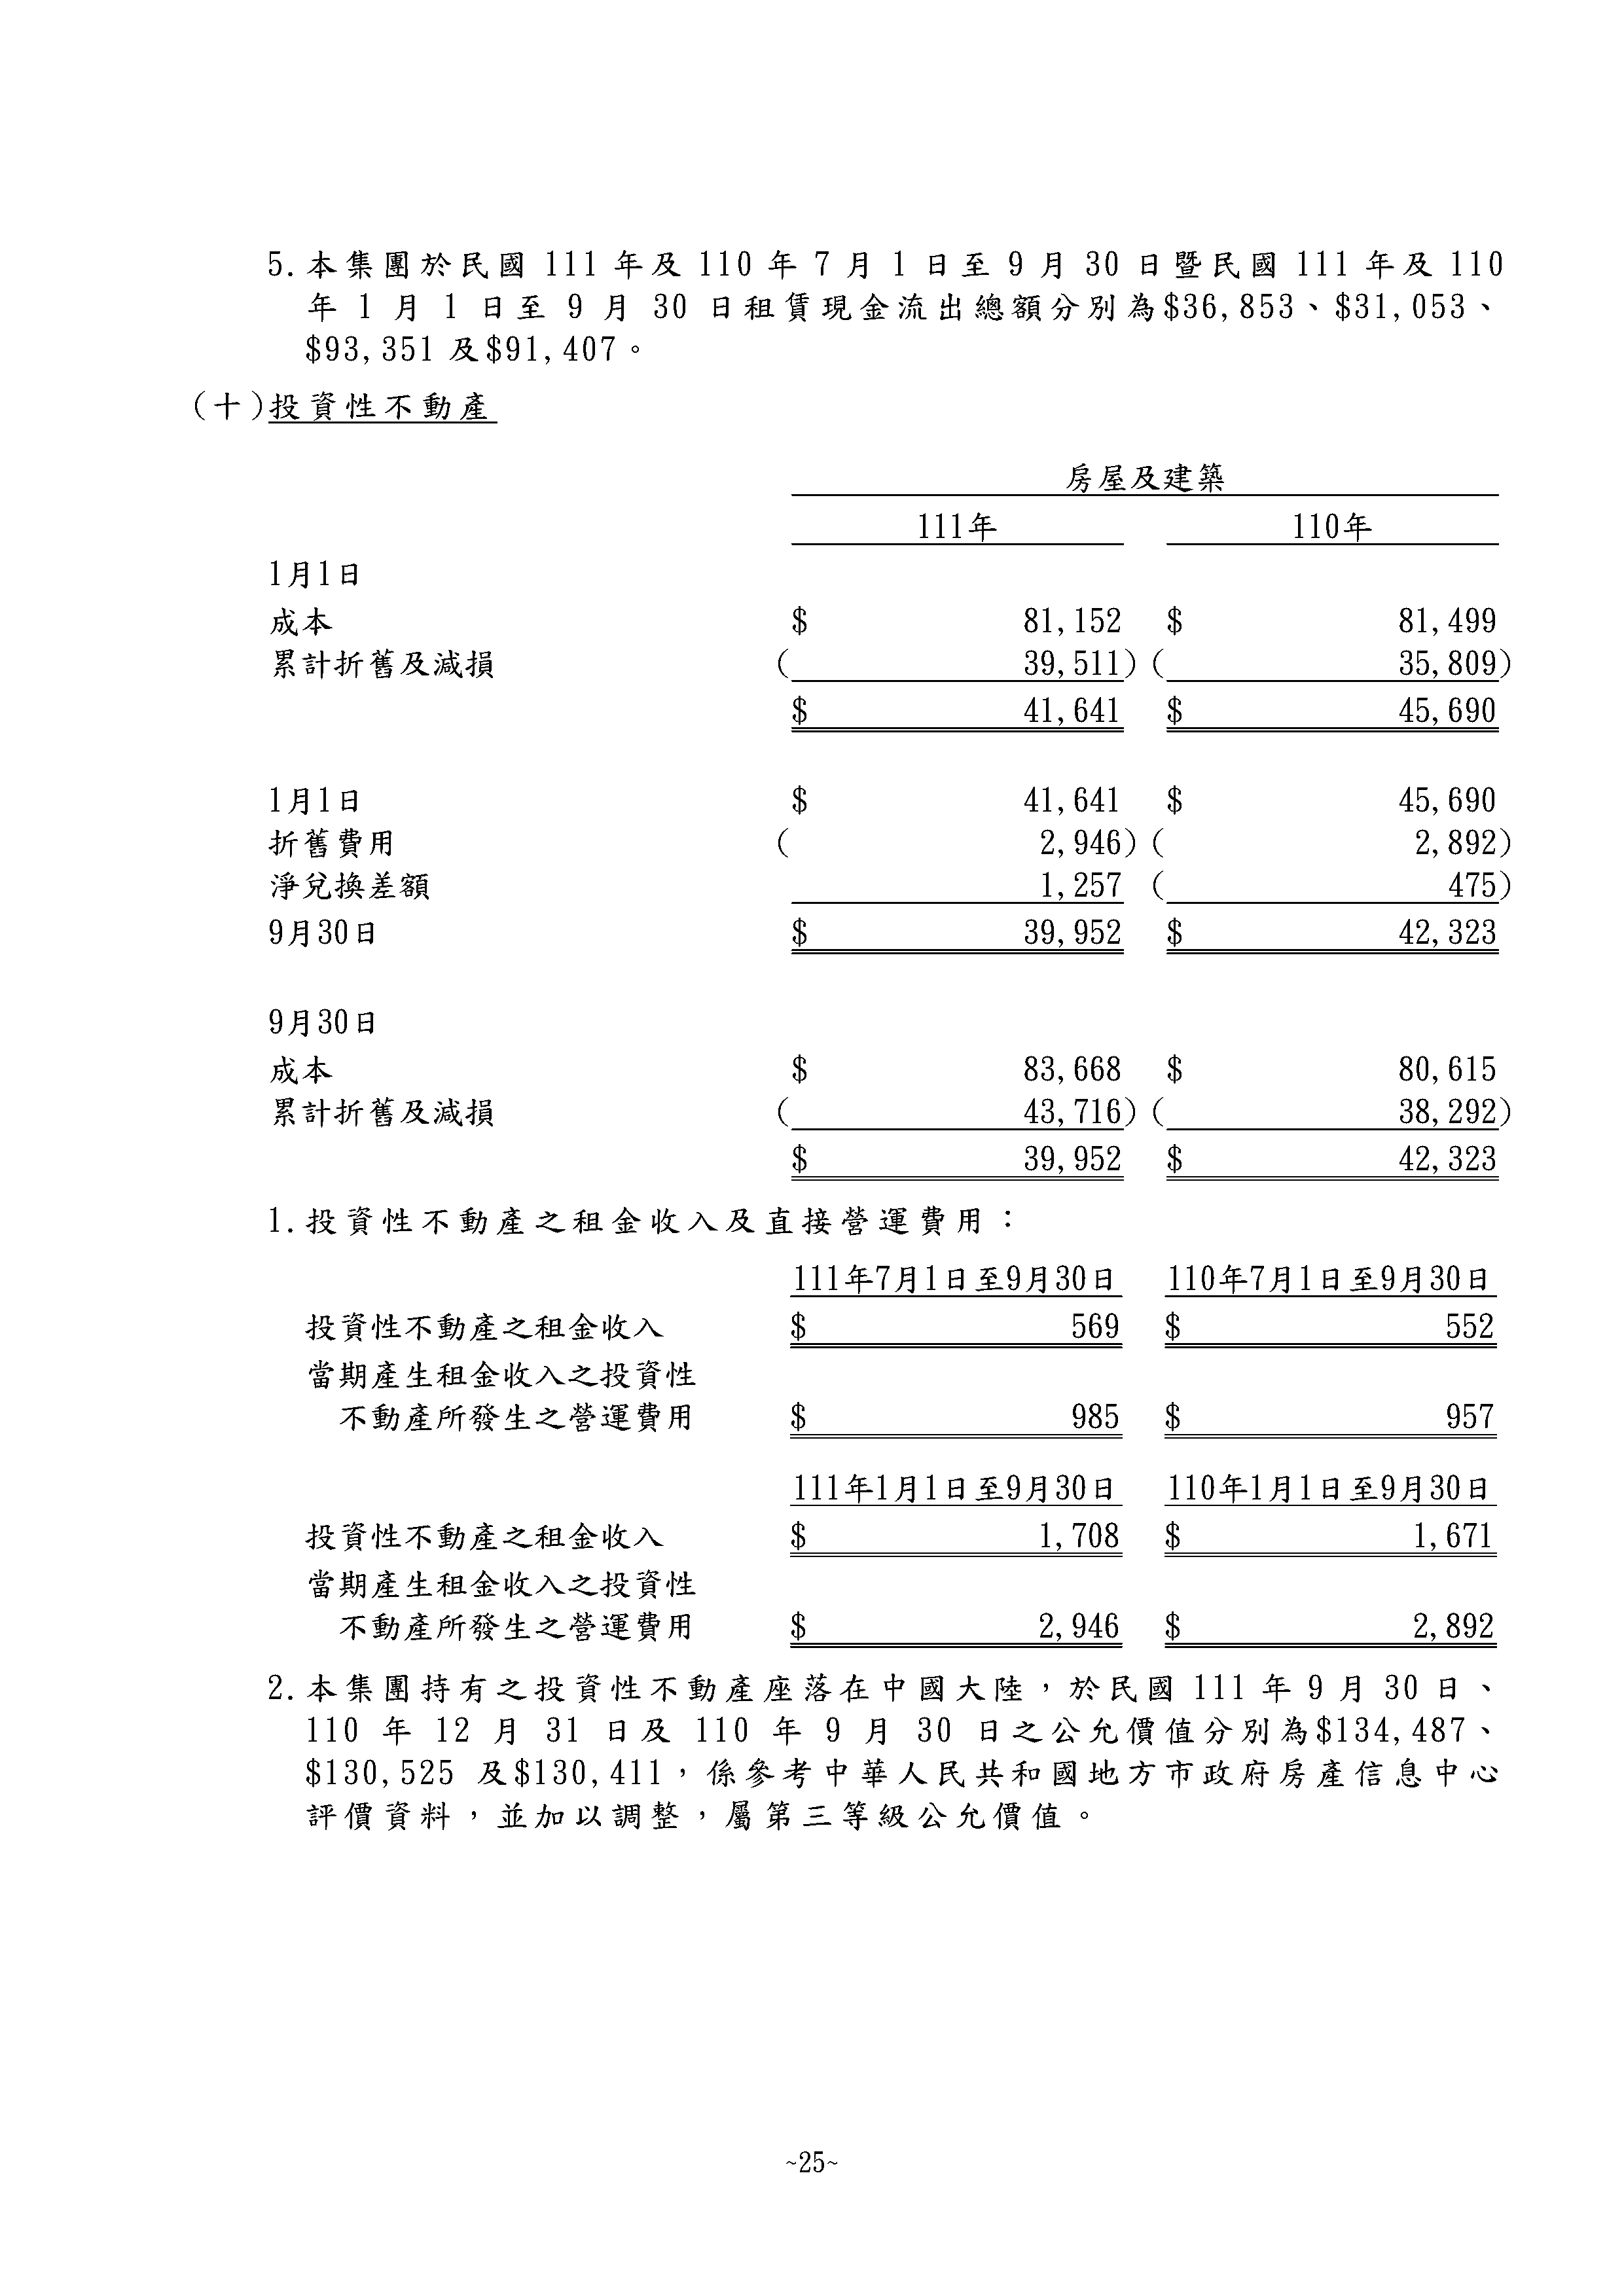 5.本集團於民國 111 年及 110 年 7 月 1 日至 9 月 30 日暨民國 111 年及 110
年 1 月 1 日至 9 月 30 日租賃現金流出總額分別為$36,853、$31,053、
$93,351 及$91,407。
(十)投資性不動產
房屋及建築
111年 110年
1月1日
成本 $ 81,152 $ 81,499
累計折舊及減損 ( 39,511) ( 35,809)
$ 41,641 $ 45,690
1月1日 $ 41,641 $ 45,690
折舊費用 ( 2,946) ( 2,892)
淨兌換差額 1,257 ( 475)
9月30日 $ 39,952 $ 42,323
9月30日
成本 $ 83,668 $ 80,615
累計折舊及減損 ( 43,716) ( 38,292)
$ 39,952 $ 42,323
1.投資性不動產之租金收入及直接營運費用：
111年7月1日至9月30日 110年7月1日至9月30日
投資性不動產之租金收入 $ 569 $ 552
當期產生租金收入之投資性
不動產所發生之營運費用 $ 985 $ 957
111年1月1日至9月30日 110年1月1日至9月30日
投資性不動產之租金收入 $ 1,708 $ 1,671
當期產生租金收入之投資性
不動產所發生之營運費用 $ 2,946 $ 2,892
2.本集團持有之投資性不動產座落在中國大陸，於民國 111 年 9 月 30 日、
110 年 12 月 31 日及 110 年 9 月 30 日之公允價值分別為$134,487、
$130,525 及$130,411，係參考中華人民共和國地方市政府房產信息中心
評價資料，並加以調整，屬第三等級公允價值。
~25~